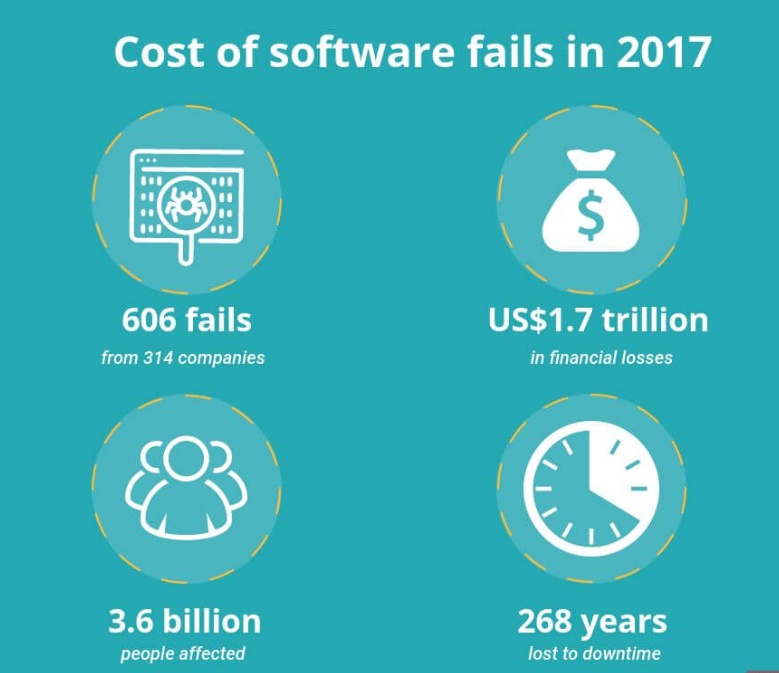 Cost of software fails in 2017
$
606 fails
from 314 companies
US$1.7 trillion
in financial losses
3.6 billion
people affected
268 years
lost to downtime